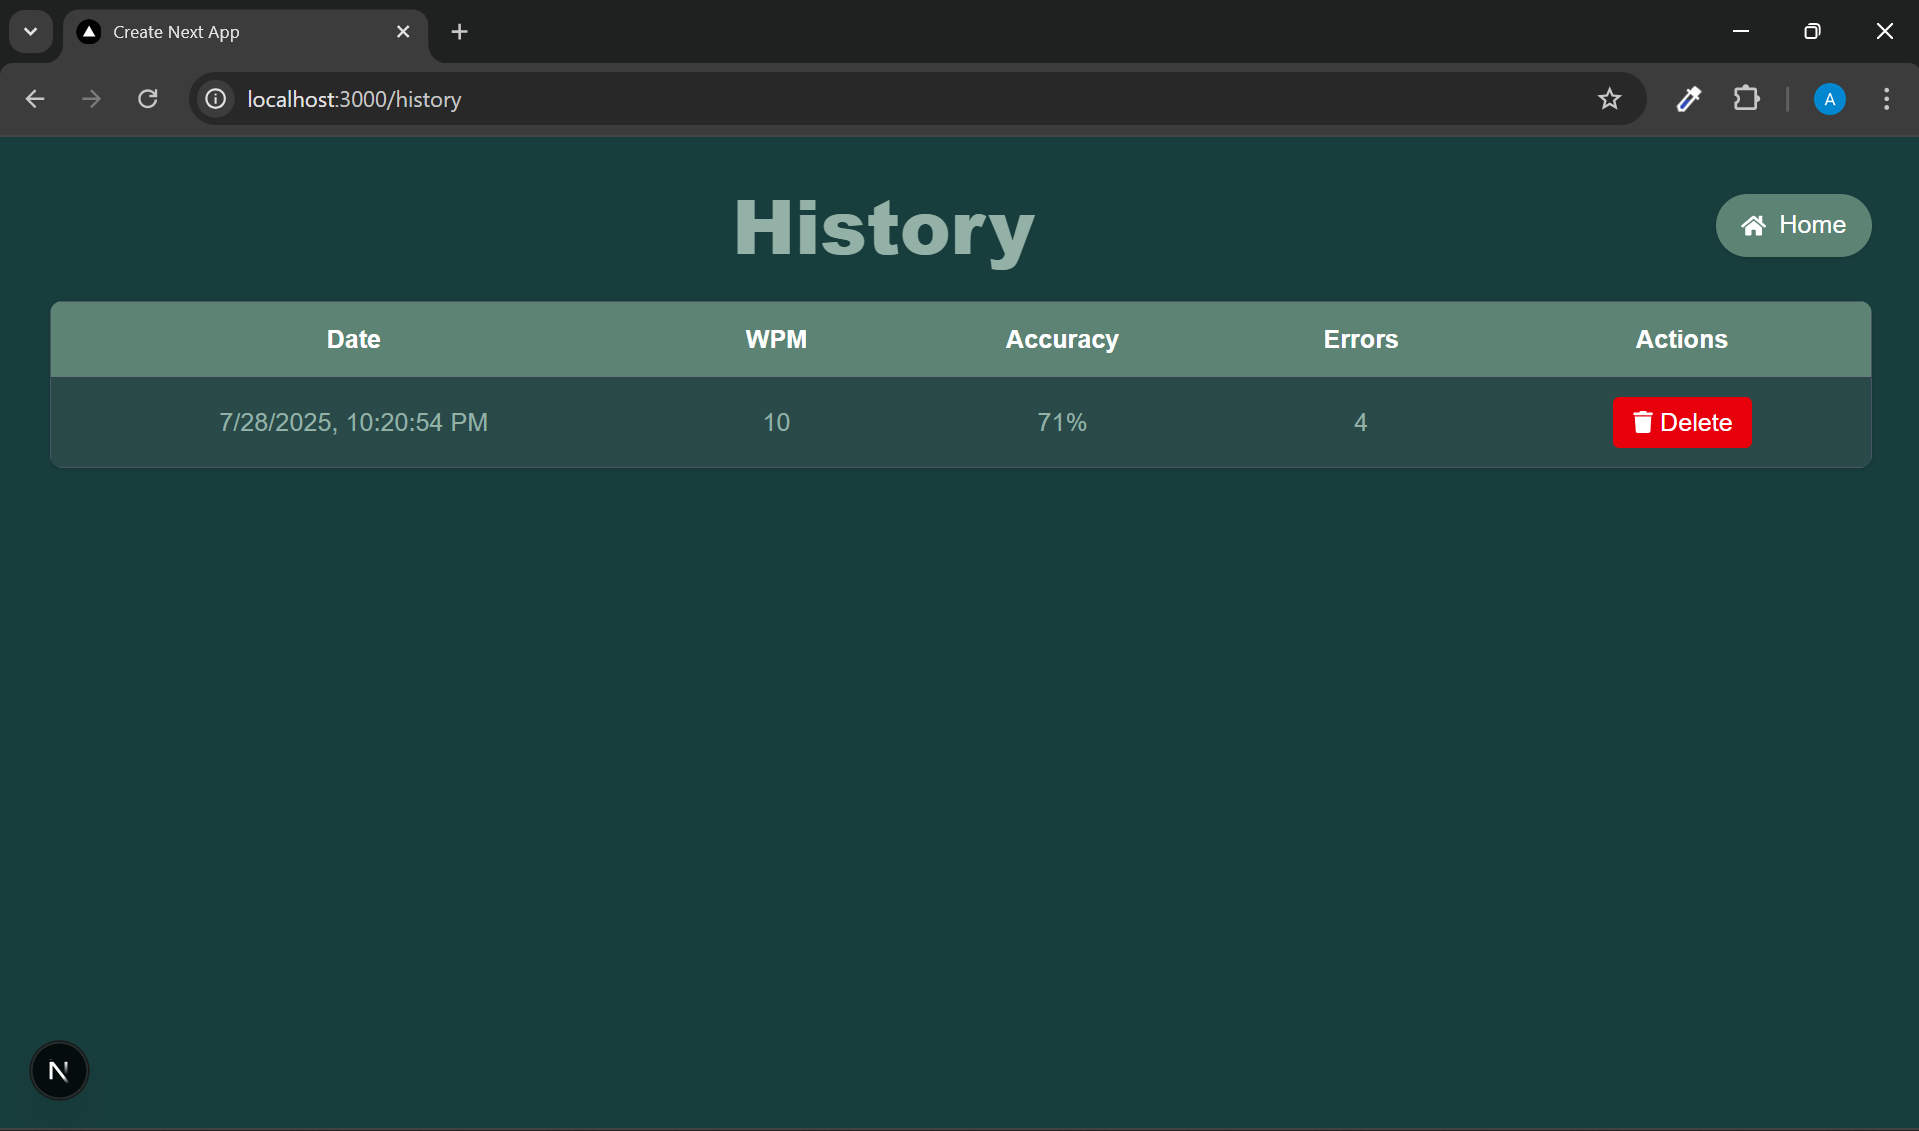 Create Next App
localhost:3000/history
A
History
Home
Date WPM Accuracy Errors Actions
7/28/2025, 10:20:54 PM 10 71% 4 Delete
N